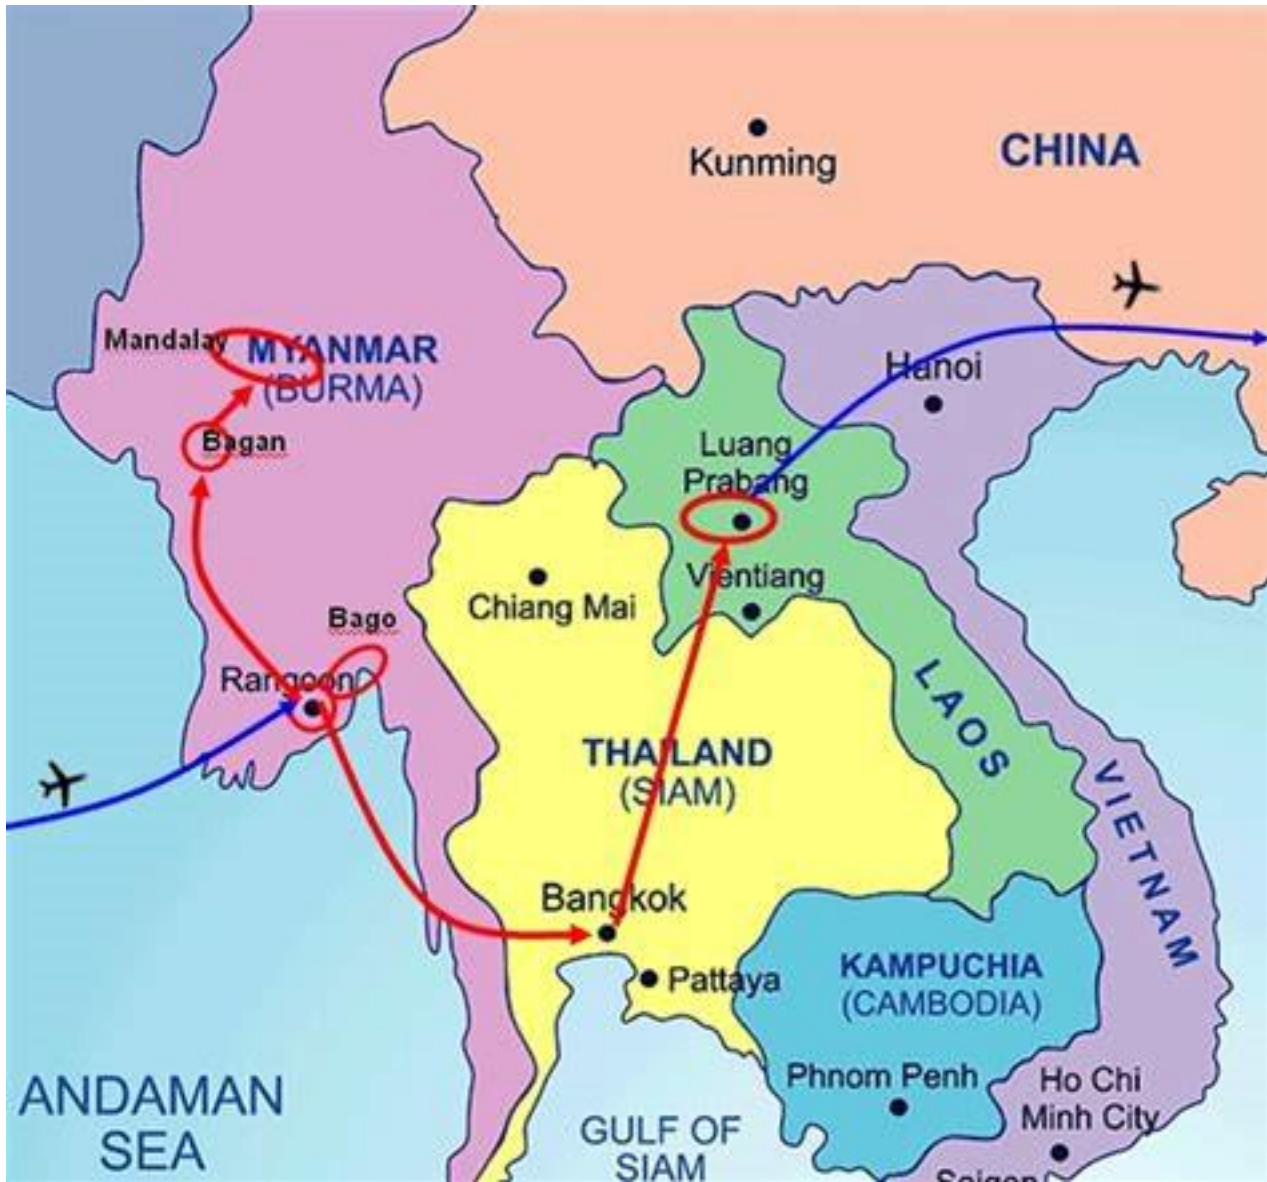 CHINA
Kunming
Mandalay
MYANMAR
(BURMA)
Hanoi
Bagan
Luang
Prabang
Vientiang
Chiang Mai
Bago
Rangoon
LAOS
THAILAND
(SIAM)
VIETNAM
Bangkok
Pattaya
KAMPUCHIA
(CAMBODIA)
Phnom Penh
Ho Chi
Minh City
ANDAMAN
SEA
GULF OF
SIAM
Saigon